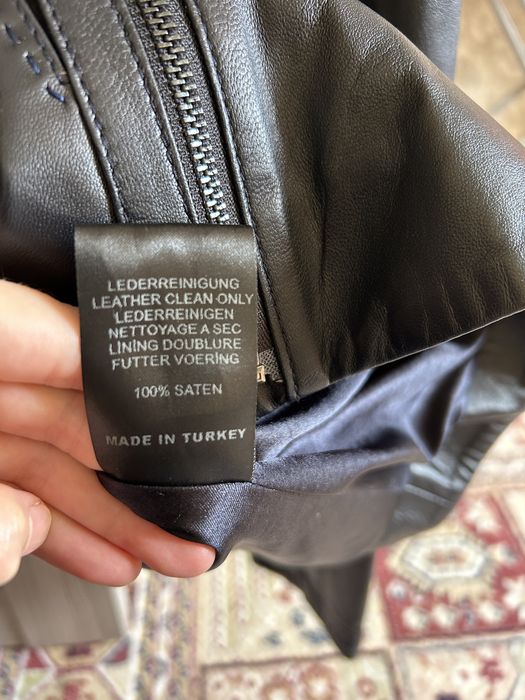 LEDERREINIGUNG
LEATHER CLEAN-ONLY
LEDERREINIGEN
NETTOYAGE A SEC
LINING DOUBLURE
FUTTER VOERING
100% SATEN
MADE IN TURKEY